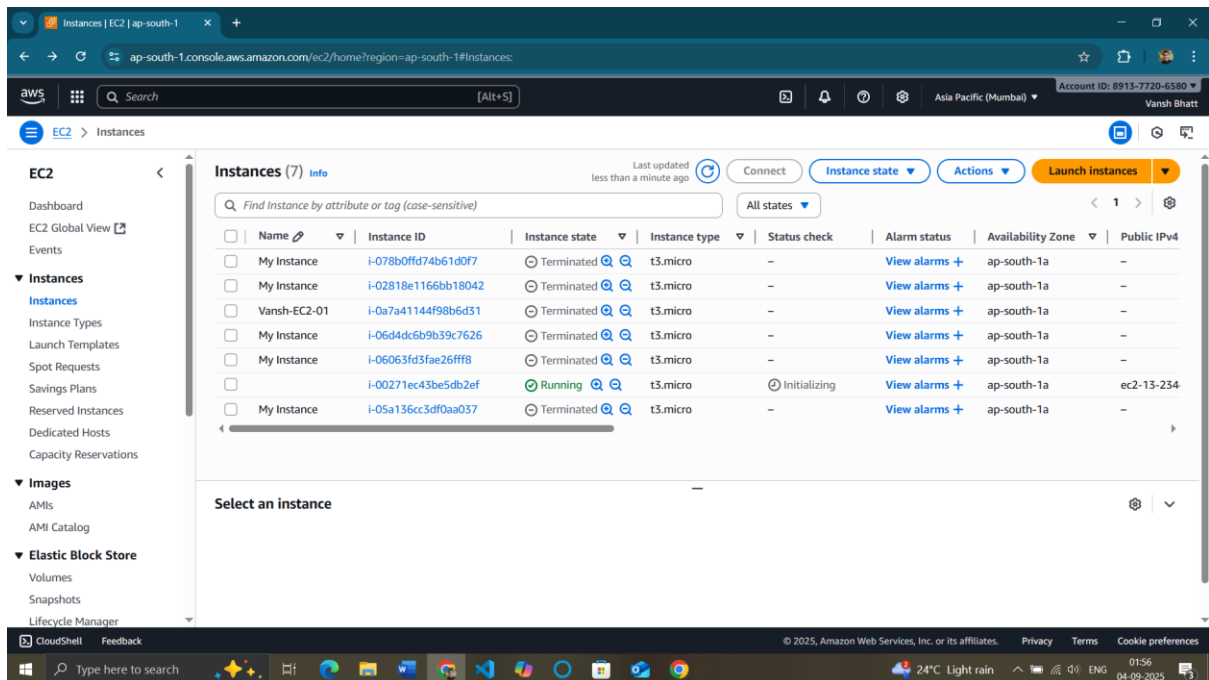 Instances | EC2 | ap-south-1
ap-south-1.console.aws.amazon.com/ec2/home?region=ap-south-1#Instances:
aws Search [Alt+S] Asia Pacific (Mumbai) Account ID: 8913-7720-6580
Vansh Bhatt
EC2 > Instances
EC2
Dashboard
EC2 Global View
Events
Instances
Instances
Instance Types
Launch Templates
Spot Requests
Savings Plans
Reserved Instances
Dedicated Hosts
Capacity Reservations
Images
AMIs
AMI Catalog
Elastic Block Store
Volumes
Snapshots
Lifecycle Manager
Instances (7) Info Last updated less than a minute ago Connect Instance state Actions Launch instances
Find Instance by attribute or tag (case-sensitive) All states 1
Name Instance ID Instance state Instance type Status check Alarm status Availability Zone Public IPv4
My Instance i-078b0ffd74b61d0f7 Terminated t3.micro – View alarms + ap-south-1a –
My Instance i-02818e1166bb18042 Terminated t3.micro – View alarms + ap-south-1a –
Vansh-EC2-01 i-0a7a41144f98b6d31 Terminated t3.micro – View alarms + ap-south-1a –
My Instance i-06d4dc6b9b39c7626 Terminated t3.micro – View alarms + ap-south-1a –
My Instance i-06063fd3fae26fff8 Terminated t3.micro – View alarms + ap-south-1a –
i-00271ec43be5db2ef Running t3.micro Initializing View alarms + ap-south-1a ec2-13-234-
My Instance i-05a136cc3df0aa037 Terminated t3.micro – View alarms + ap-south-1a –
Select an instance
CloudShell Feedback © 2025, Amazon Web Services, Inc. or its affiliates. Privacy Terms Cookie preferences
Type here to search 24°C Light rain ENG 01:56
04-09-2025